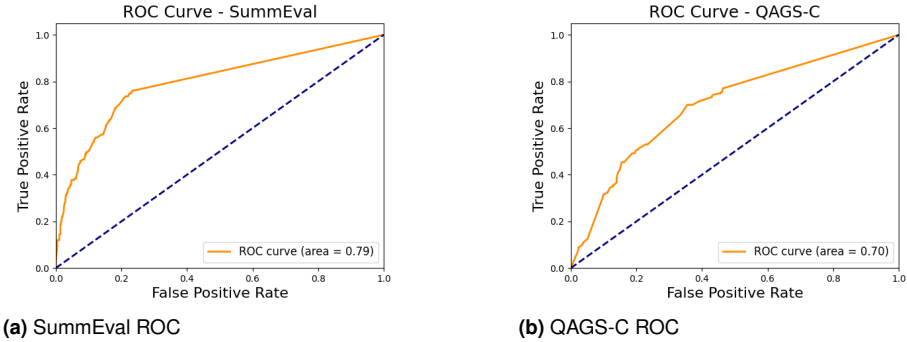 ROC Curve - SummEval
True Positive Rate
1.0
0.8
0.6
0.4
0.2
0.0
0.0 0.2 0.4 0.6 0.8 1.0
False Positive Rate
ROC curve (area = 0.79)
(a) SummEval ROC
ROC Curve - QAGS-C
True Positive Rate
1.0
0.8
0.6
0.4
0.2
0.0
0.0 0.2 0.4 0.6 0.8 1.0
False Positive Rate
ROC curve (area = 0.70)
(b) QAGS-C ROC